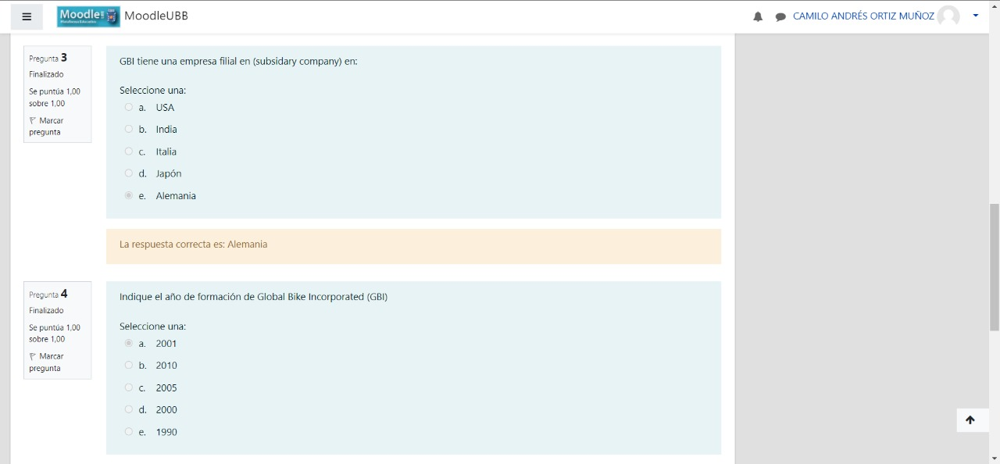 Moodle
MoodleUBB
CAMILO ANDRÉS ORTIZ MUÑOZ
Pregunta 3
Finalizado
Se puntúa 1,00
sobre 1,00
Marcar
pregunta
GBI tiene una empresa filial en (subsidary company) en:
Seleccione una:
a. USA
b. India
c. Italia
d. Japón
e. Alemania
La respuesta correcta es: Alemania
Pregunta 4
Finalizado
Se puntúa 1,00
sobre 1,00
Marcar
pregunta
Indique el año de formación de Global Bike Incorporated (GBI)
Seleccione una:
a. 2001
b. 2010
c. 2005
d. 2000
e. 1990